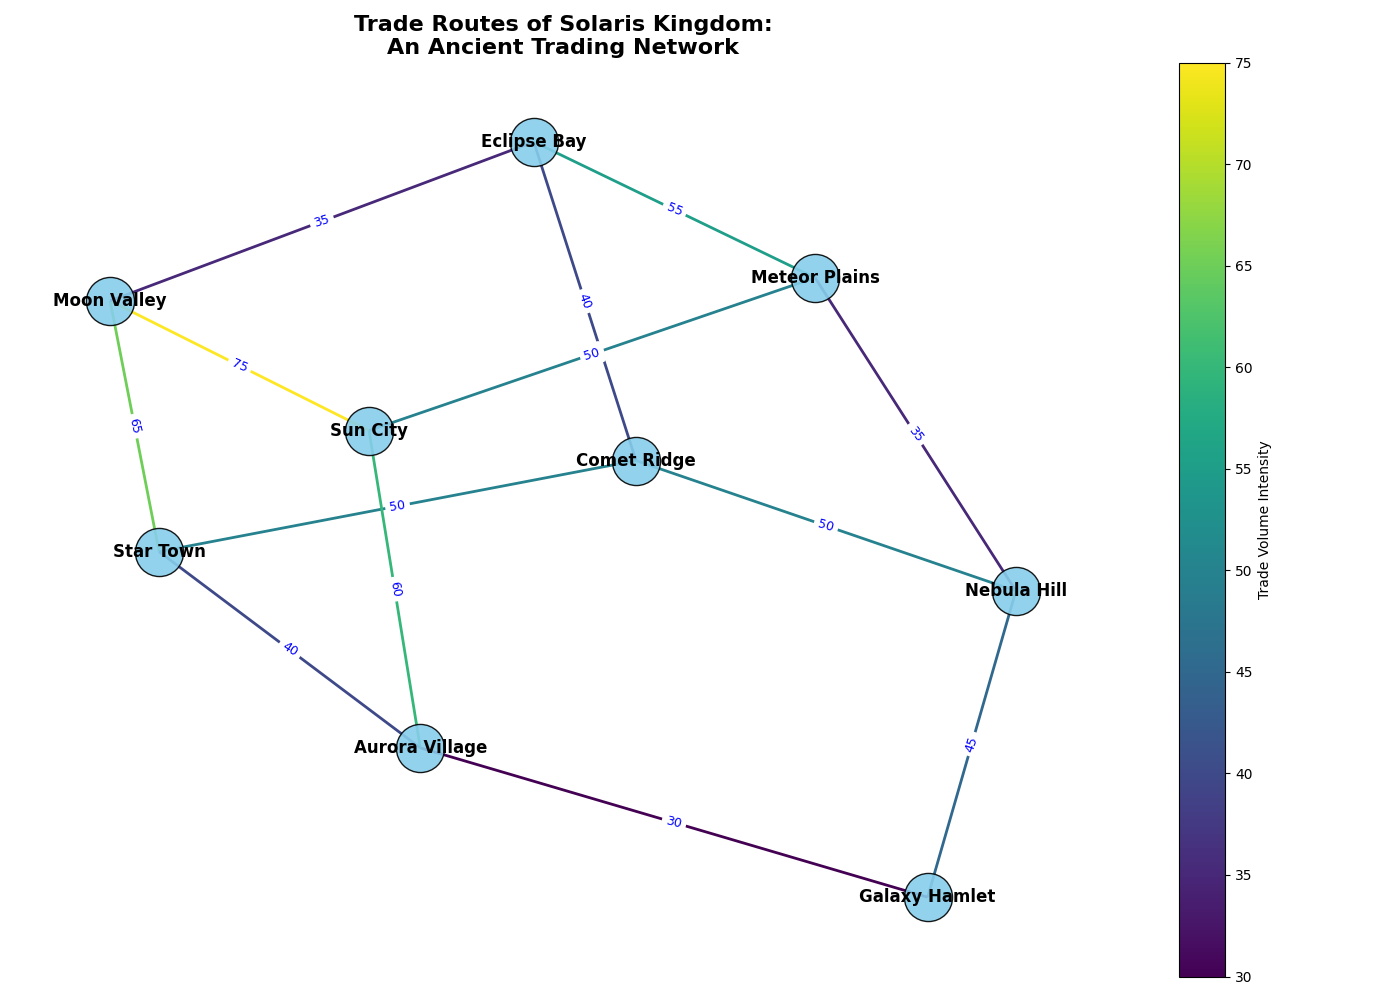 Trade Routes of Solaris Kingdom:
An Ancient Trading Network
Eclipse Bay
35
55
Meteor Plains
Moon Valley
40
50
75
65
Sun City
35
Comet Ridge
50
50
Star Town
60
Nebula Hill
40
Aurora Village
45
30
Galaxy Hamlet
75
70
65
60
55
50
45
40
35
30
Trade Volume Intensity